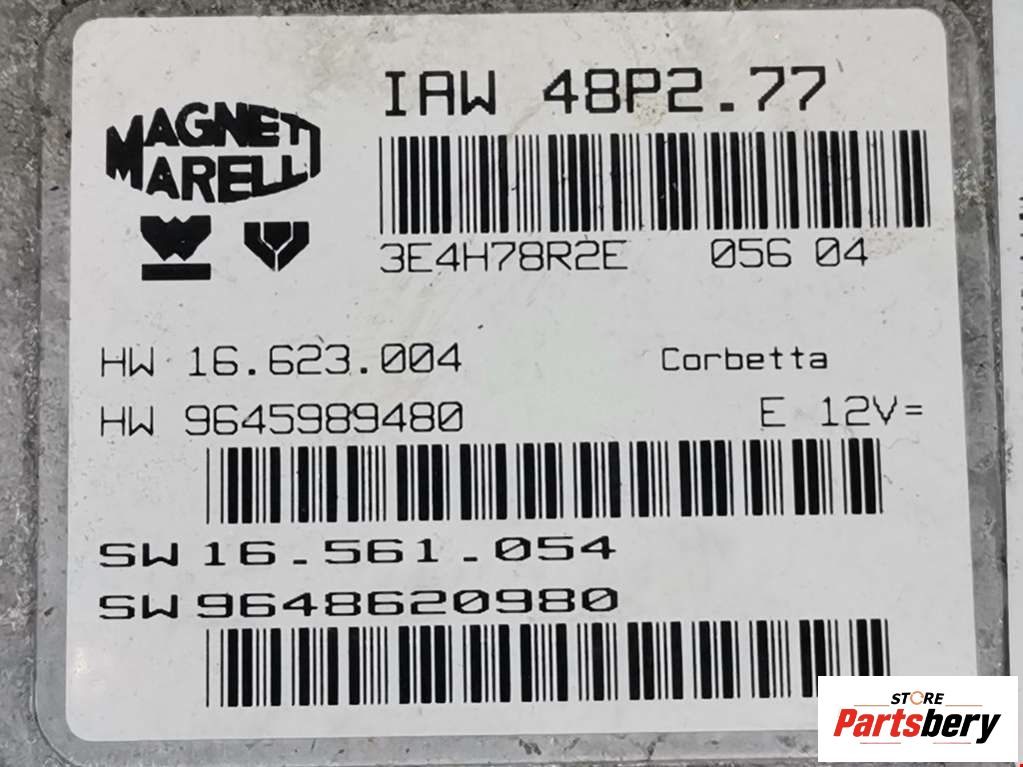 MAGNETI
MARELLI
IAW 48P2.77
3E4H78R2E 056 04
HW 16.623.004 Corbetta
HW 9645989480 E 12V=
SW 16.561.054
SW 9648620980
STORE
Partsbery